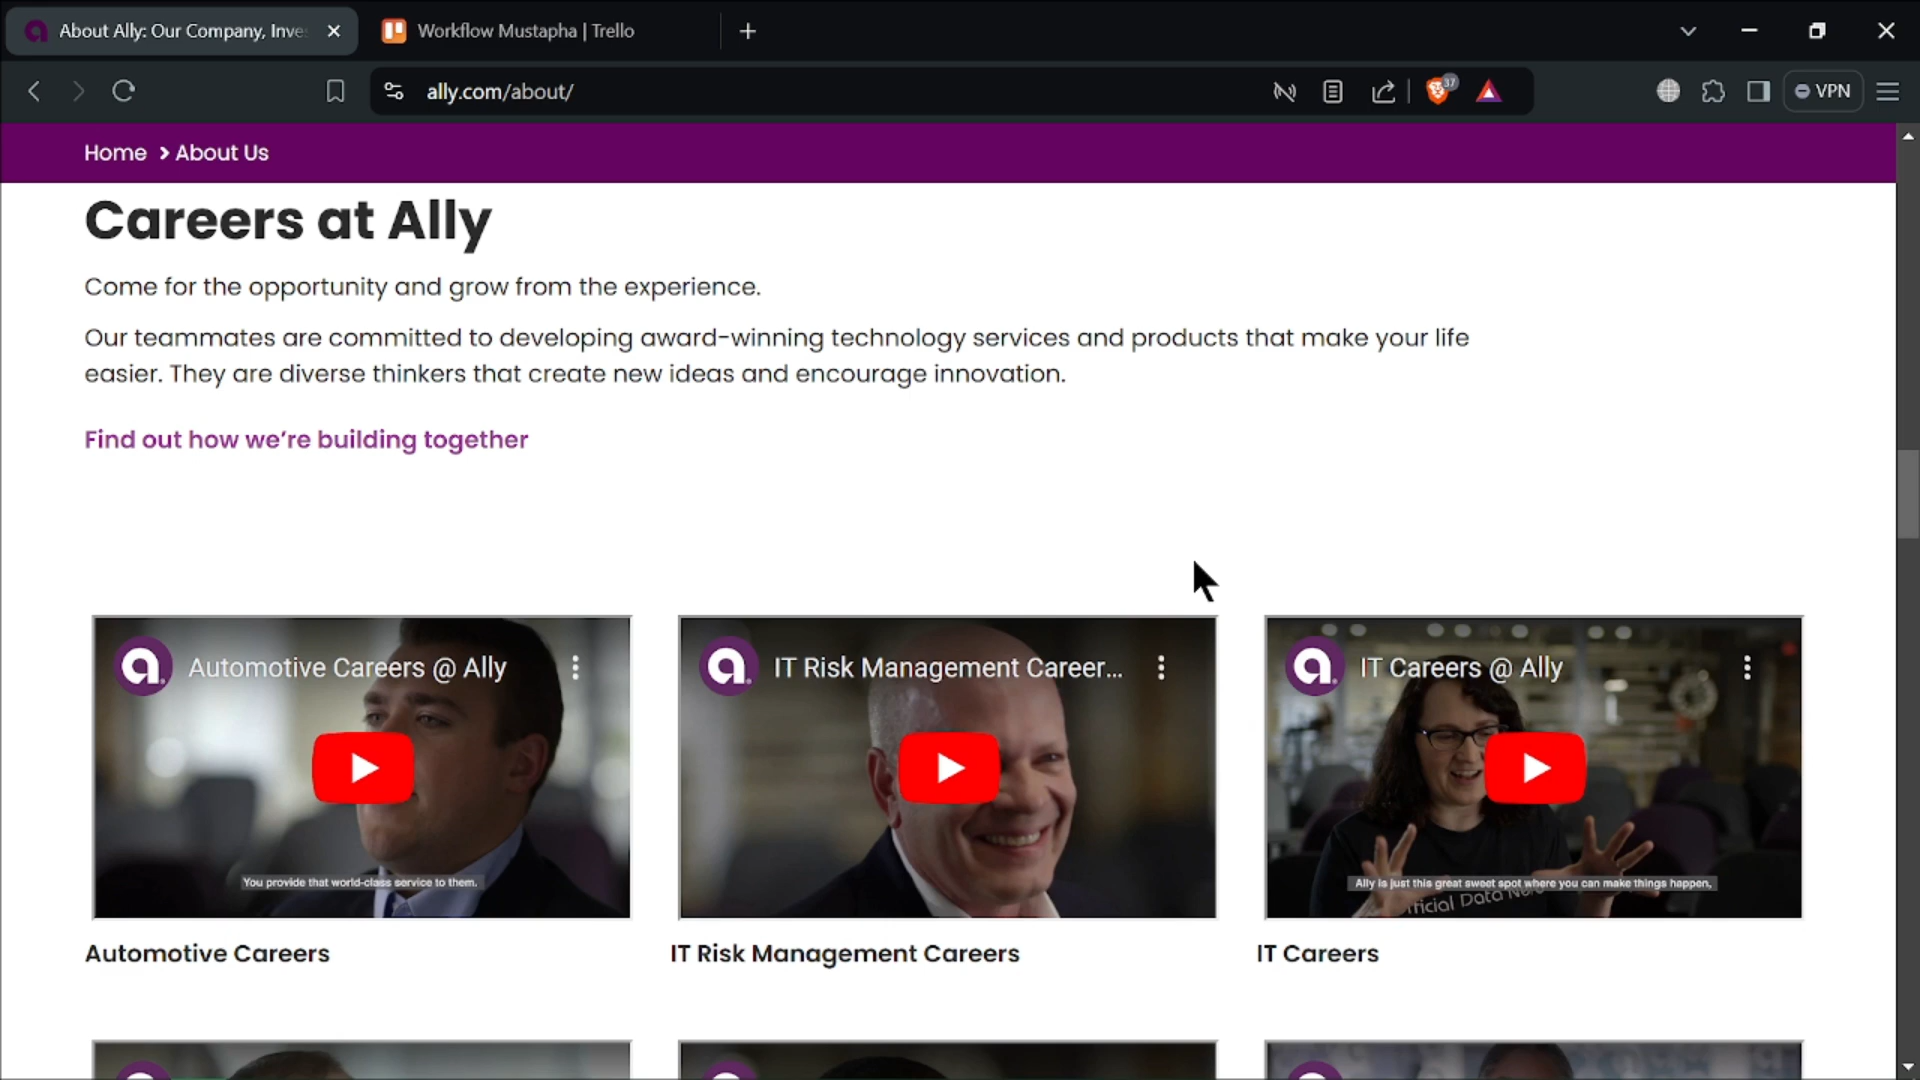 About Ally: Our Company, Inve
Workflow Mustapha | Trello
ally.com/about/
37
VPN
Home > About Us
Careers at Ally
Come for the opportunity and grow from the experience.
Our teammates are committed to developing award-winning technology services and products that make your life
easier. They are diverse thinkers that create new ideas and encourage innovation.
Find out how we’re building together
a. Automotive Careers @ Ally
a. IT Risk Management Career...
a. IT Careers @ Ally
You provide that world-class service to them.
Ally is just this great sweet spot where you can make things happen,
Automotive Careers
IT Risk Management Careers
IT Careers